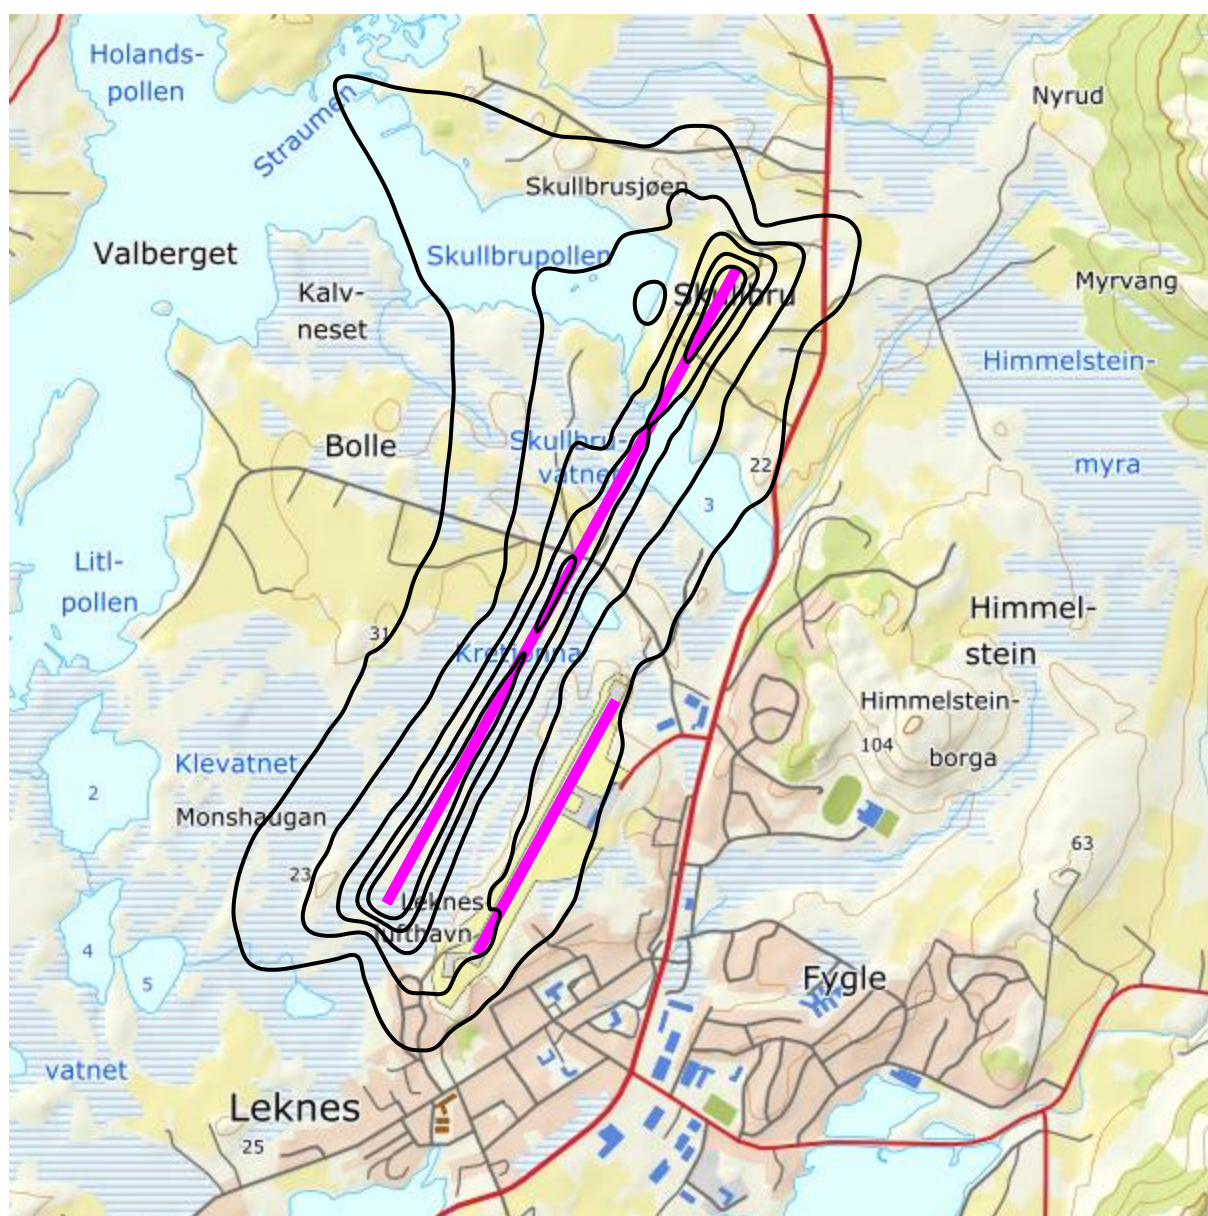 Holands-
pollen
Nyrud
Straumen
Skullbrusjøen
Valberget
Skullbrupollen
Myrvang
Kalv-
neset
Skullbru
Himmelstein-
Bolle
Skullbru-
vatnet
22
myra
3
Litl-
pollen
Himmel-
stein
31
Kretjønna
Himmelstein-
borga
104
Klevatnet
2
Monshaugan
63
23
Leknes
lufthavn
4
5
Fygle
vatnet
Leknes
25